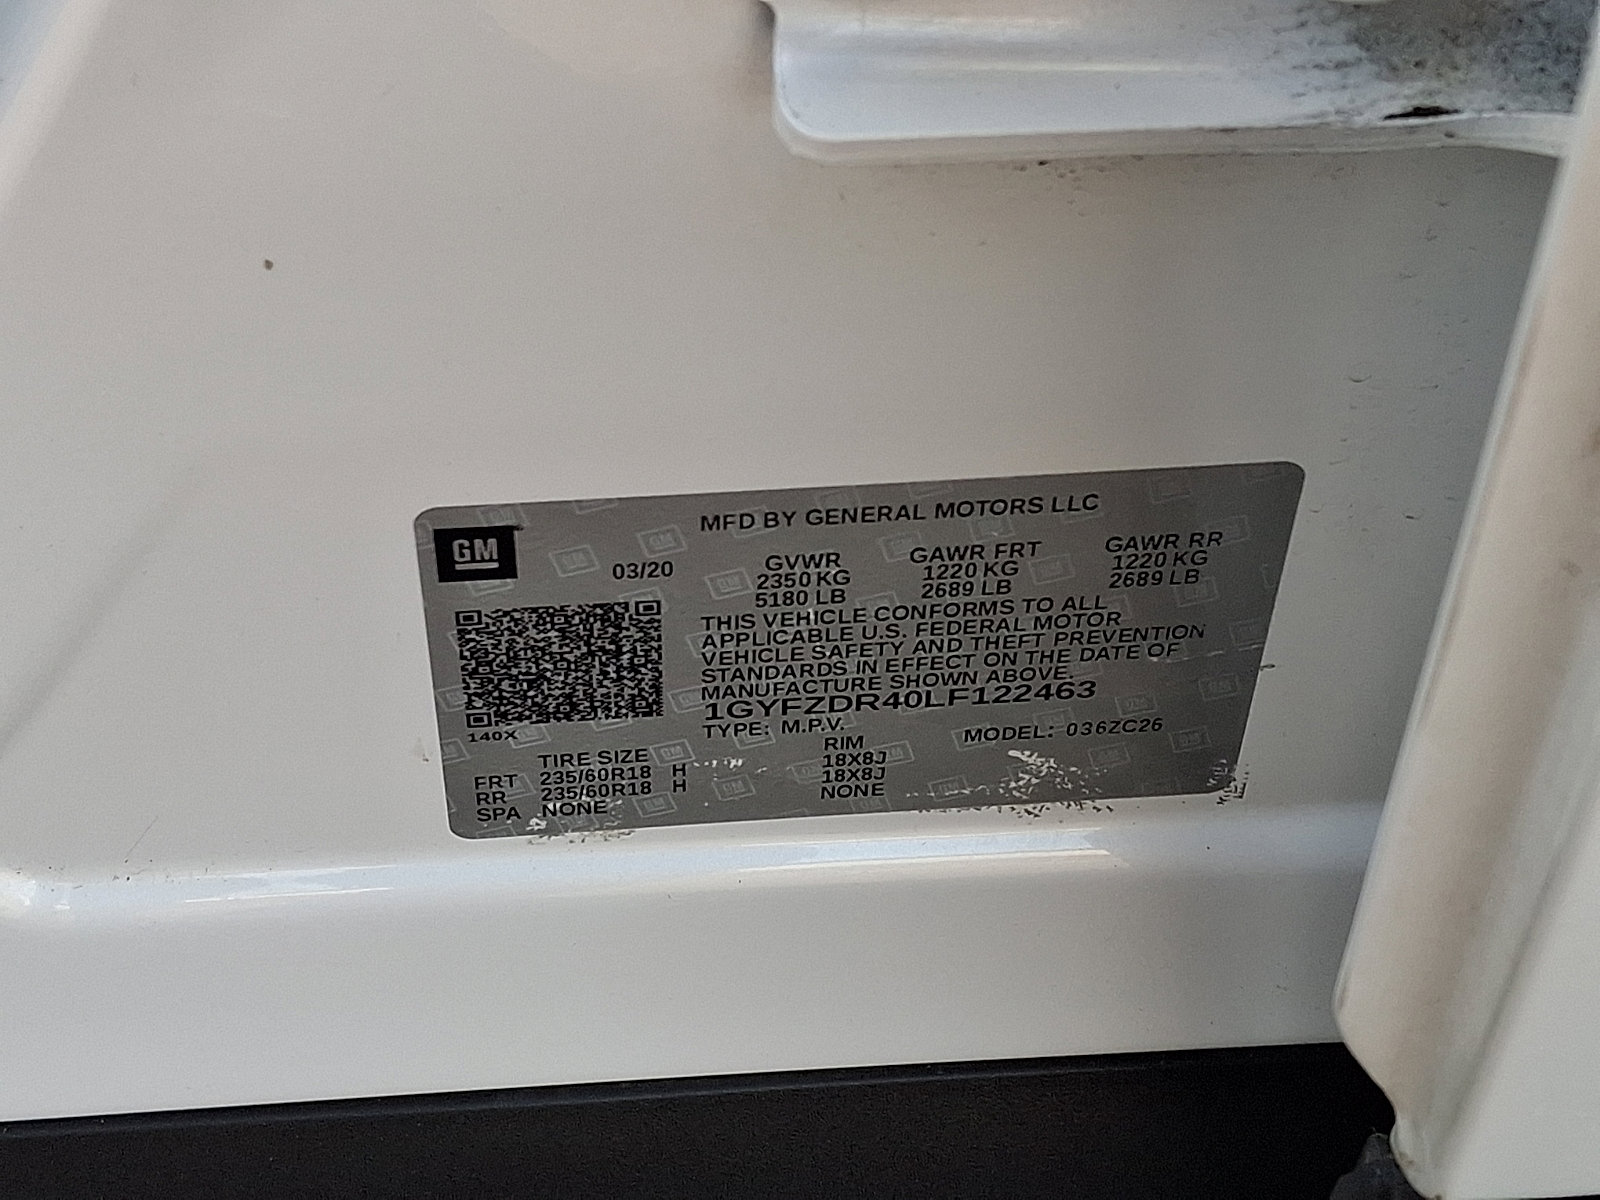 MFD BY GENERAL MOTORS LLC
GM
03/20
GVWR GAWR FRT GAWR RR
2350 KG 1220 KG 1220 KG
5180 LB 2689 LB 2689 LB
THIS VEHICLE CONFORMS TO ALL
APPLICABLE U.S. FEDERAL MOTOR
VEHICLE SAFETY AND THEFT PREVENTION
STANDARDS IN EFFECT ON THE DATE OF
MANUFACTURE SHOWN ABOVE.
1GYFZDR40LF122463
140X
TYPE: M.P.V. MODEL: 036ZC26
TIRE SIZE RIM
FRT 235/60R18 H 18X8J
RR 235/60R18 H 18X8J
SPA NONE NONE